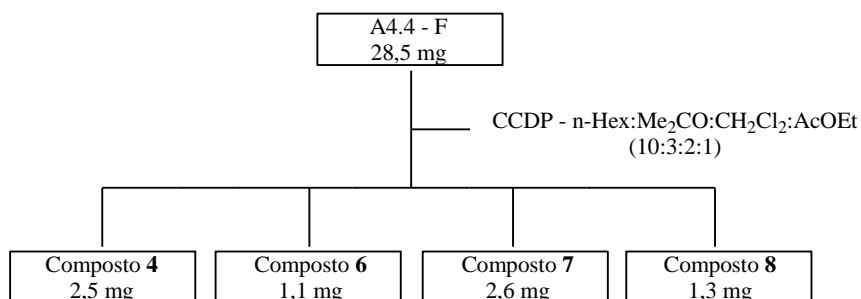 A4.4 - F
28,5 mg
CCDP - n-Hex:Me₂CO:CH₂Cl₂:AcOEt
(10:3:2:1)
Composto 4
2,5 mg
Composto 6
1,1 mg
Composto 7
2,6 mg
Composto 8
1,3 mg